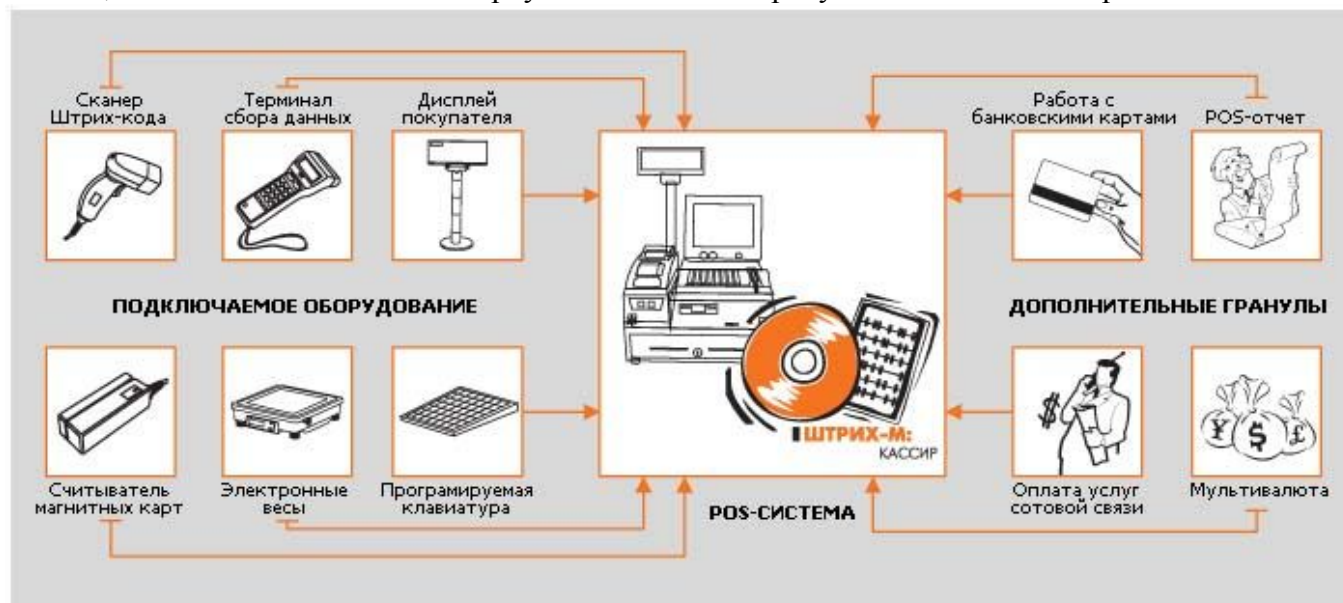 Сканер
Штрих-кода
Терминал
сбора данных
Дисплей
покупателя
Работа с
банковскими картами
POS-отчет
ПОДКЛЮЧАЕМОЕ ОБОРУДОВАНИЕ
ДОПОЛНИТЕЛЬНЫЕ ГРАНУЛЫ
ШТРИХ-М:
КАССИР
Считыватель
магнитных карт
Электронные
весы
Програмируемая
клавиатура
POS-СИСТЕМА
Оплата услуг
сотовой связи
Мультивалюта